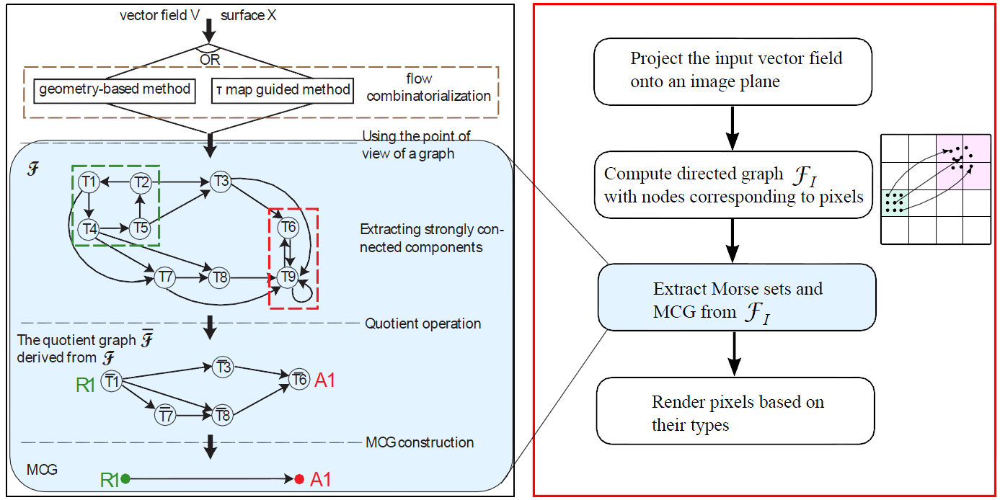 vector field V surface X
OR
geometry-based method
τ map guided method
flow
combinatorialization
Using the point of
view of a graph
ℱ
T1
T2
T3
T4
T5
T6
T7
T8
T9
Extracting strongly con-
nected components
Quotient operation
The quotient graph ℱ̅
derived from ℱ
R1
T̅1
T̅3
T̅6
A1
T̅7
T̅8
MCG construction
MCG
R1
A1
Project the input vector field
onto an image plane
Compute directed graph ℱ_I
with nodes corresponding to pixels
Extract Morse sets and
MCG from ℱ_I
Render pixels based on
their types